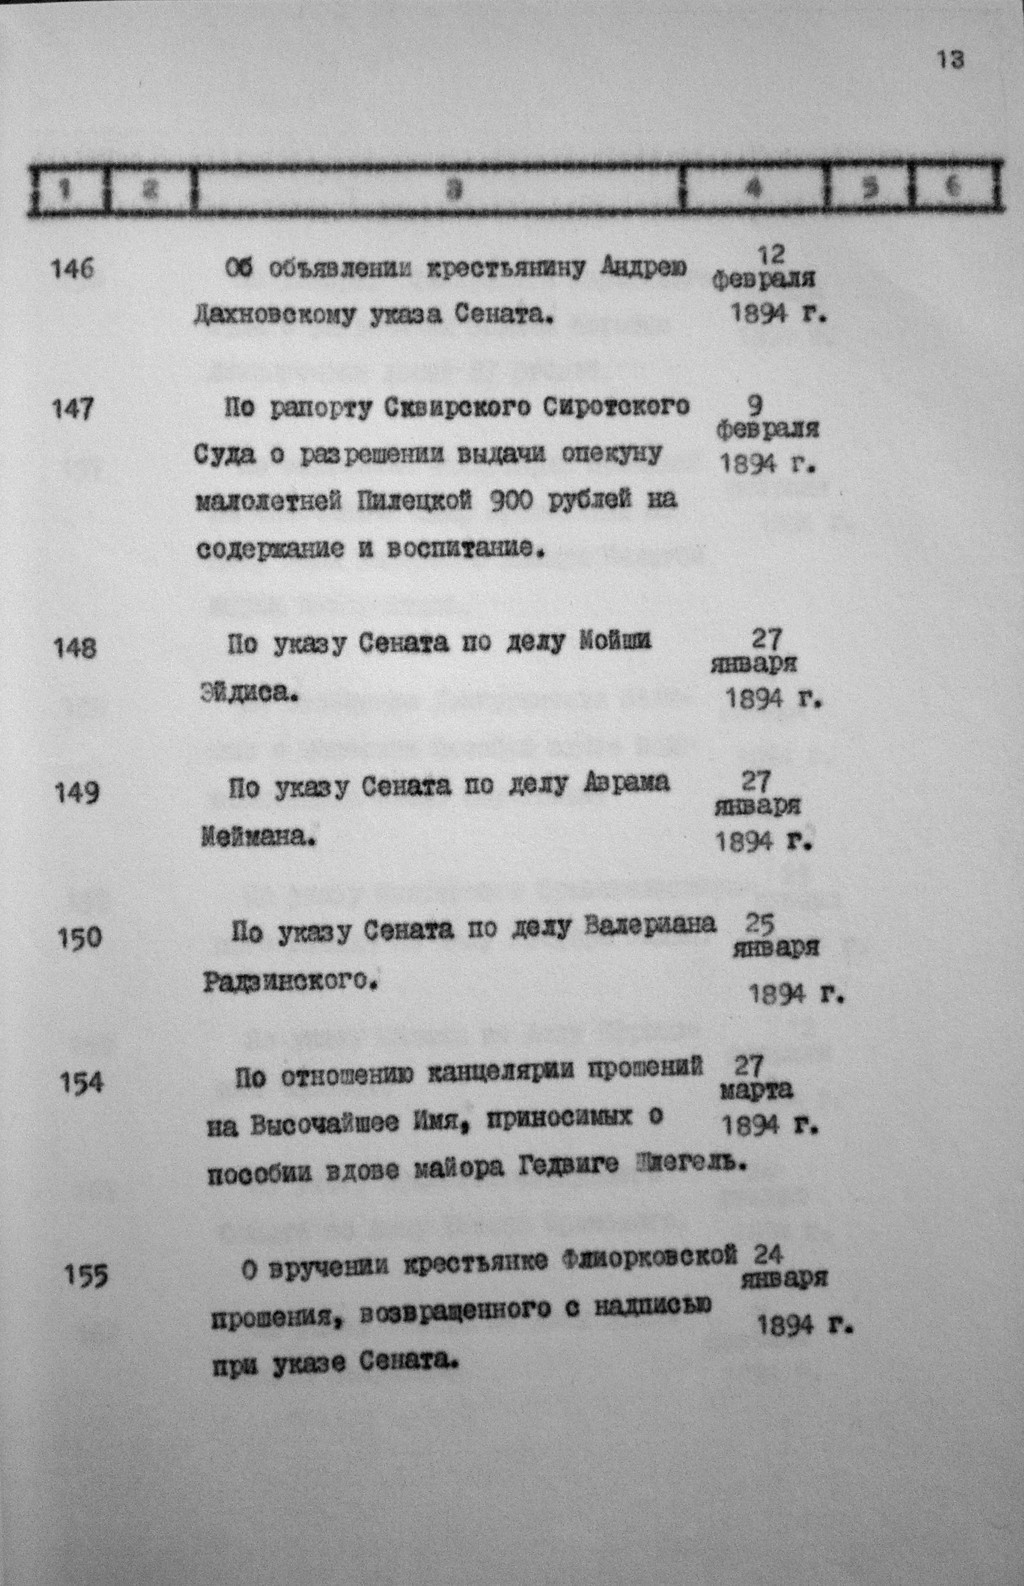 13
1 2 3 4 5 6
146 Об объявлении крестьянину Андрею 12 февраля
Дахновскому указа Сената. 1894 г.
147 По рапорту Сквирского Сиротского 9 февраля
Суда о разрешении выдачи опекуну 1894 г.
малолетней Пилецкой 900 рублей на
содержание и воспитание.
148 По указу Сената по делу Мойши 27 января
Эйдиса. 1894 г.
149 По указу Сената по делу Аврама 27 января
Меймана. 1894 г.
150 По указу Сената по делу Валериана 25 января
Радзинского. 1894 г.
154 По отношению канцелярии прошений 27 марта
на Высочайшее Имя, приносимых о 1894 г.
пособии вдове майора Гедвиге Шлегель.
155 О вручении крестьянке Флиорковской 24 января
прошения, возвращенного с надписью 1894 г.
при указе Сената.